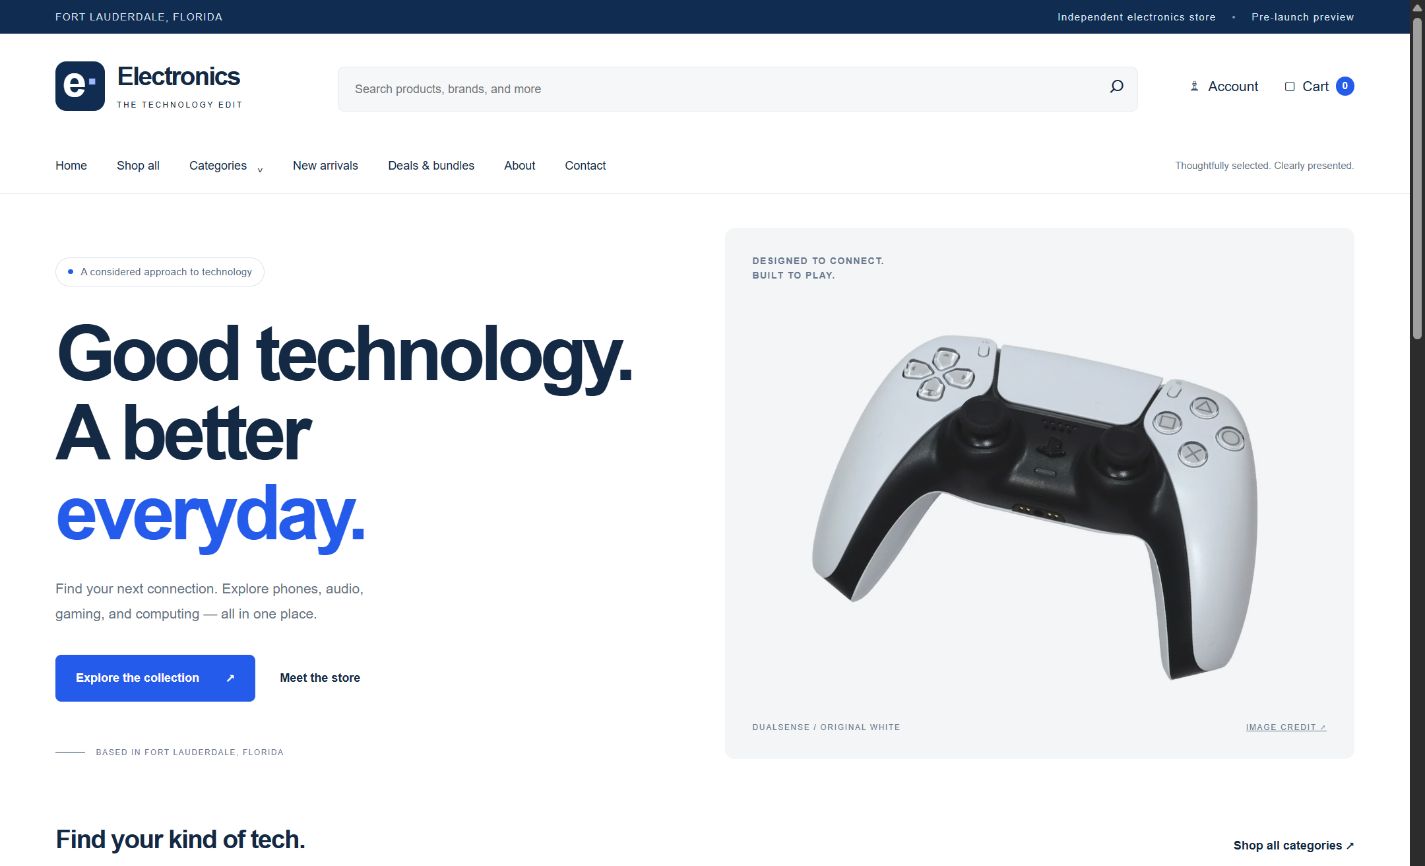 FORT LAUDERDALE, FLORIDA
Independent electronics store • Pre-launch preview
e
Electronics
THE TECHNOLOGY EDIT
Search products, brands, and more
Account
Cart 0
Home Shop all Categories v New arrivals Deals & bundles About Contact
Thoughtfully selected. Clearly presented.
A considered approach to technology
Good technology.
A better
everyday.
Find your next connection. Explore phones, audio,
gaming, and computing — all in one place.
Explore the collection ↗
Meet the store
BASED IN FORT LAUDERDALE, FLORIDA
DESIGNED TO CONNECT.
BUILT TO PLAY.
DUALSENSE / ORIGINAL WHITE
IMAGE CREDIT ↗
Find your kind of tech.
Shop all categories ↗